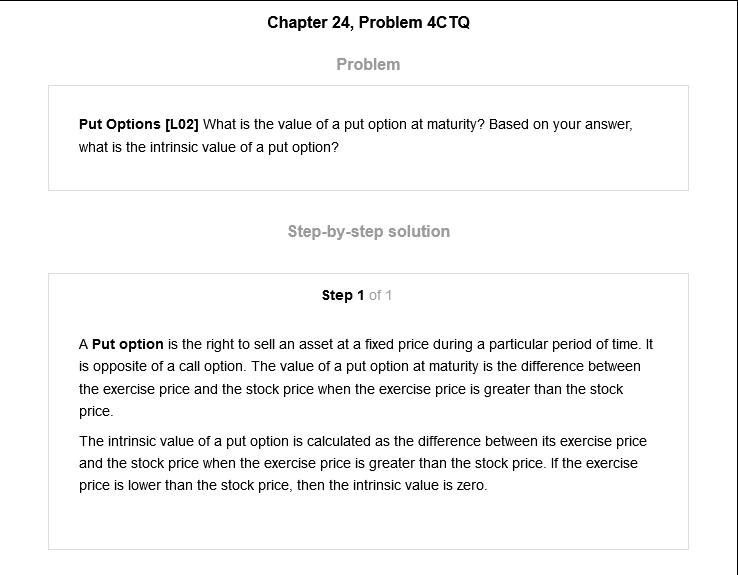 Chapter 24, Problem 4CTQ
Problem
Put Options [L02] What is the value of a put option at maturity? Based on your answer,
what is the intrinsic value of a put option?
Step-by-step solution
Step 1 of 1
A Put option is the right to sell an asset at a fixed price during a particular period of time. It
is opposite of a call option. The value of a put option at maturity is the difference between
the exercise price and the stock price when the exercise price is greater than the stock
price.
The intrinsic value of a put option is calculated as the difference between its exercise price
and the stock price when the exercise price is greater than the stock price. If the exercise
price is lower than the stock price, then the intrinsic value is zero.